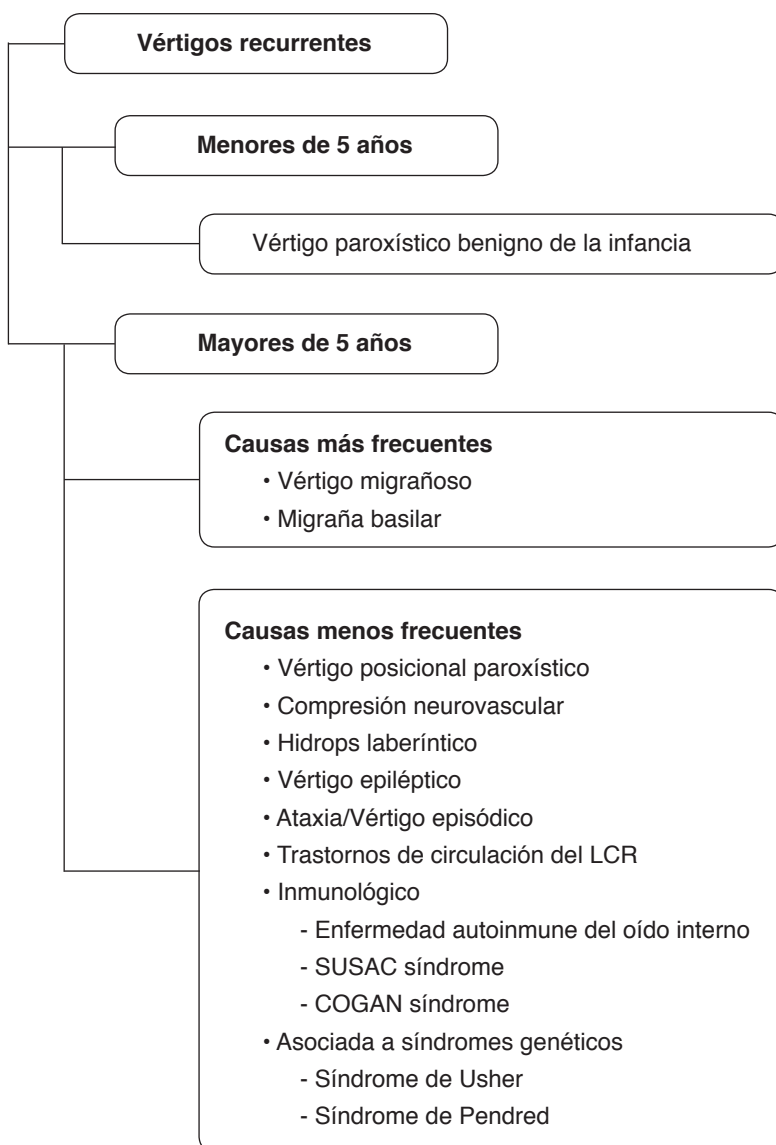 Vértigos recurrentes
Menores de 5 años
Vértigo paroxístico benigno de la infancia
Mayores de 5 años
Causas más frecuentes
• Vértigo migrañoso
• Migraña basilar
Causas menos frecuentes
• Vértigo posicional paroxístico
• Compresión neurovascular
• Hidrops laberíntico
• Vértigo epiléptico
• Ataxia/Vértigo episódico
• Trastornos de circulación del LCR
• Inmunológico
- Enfermedad autoinmune del oído interno
- SUSAC síndrome
- COGAN síndrome
• Asociada a síndromes genéticos
- Síndrome de Usher
- Síndrome de Pendred